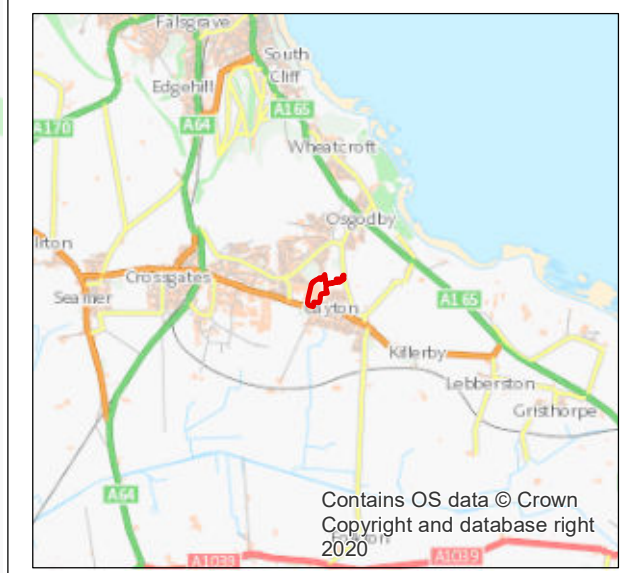 Falsgrave
South
Cliff
Edgehill
A165
A170
A64
Wheatcroft
Osgodby
Crossgates
Seamer
A165
Cayton
Killerby
Lebberston
Gristhorpe
A64
Contains OS data © Crown
Copyright and database right
2020
A1039
A1039